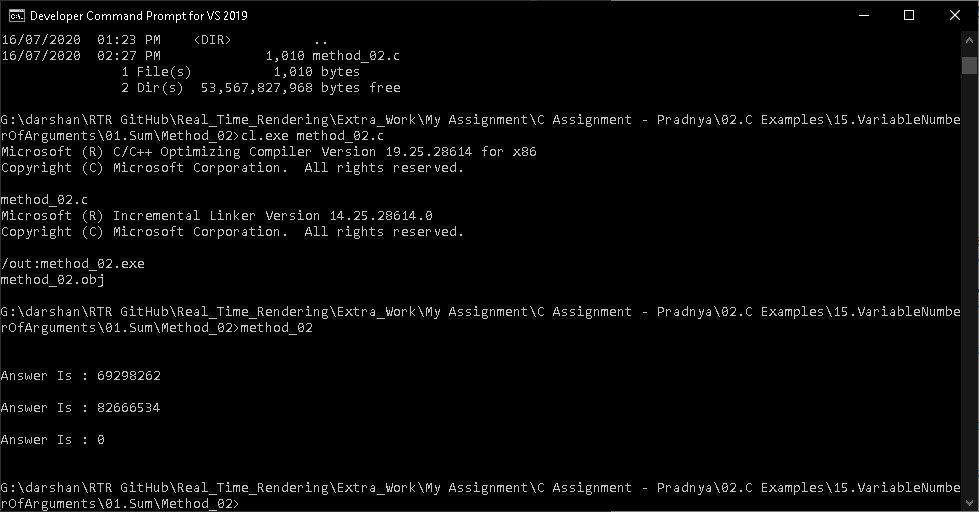 Developer Command Prompt for VS 2019
16/07/2020  01:23 PM    <DIR>          ..
16/07/2020  02:27 PM             1,010 method_02.c
               1 File(s)          1,010 bytes
               2 Dir(s)  53,567,827,968 bytes free
G:\darshan\RTR GitHub\Real_Time_Rendering\Extra_Work\My Assignment\C Assignment - Pradnya\02.C Examples\15.VariableNumbe
rOfArguments\01.Sum\Method_02>cl.exe method_02.c
Microsoft (R) C/C++ Optimizing Compiler Version 19.25.28614 for x86
Copyright (C) Microsoft Corporation.  All rights reserved.
method_02.c
Microsoft (R) Incremental Linker Version 14.25.28614.0
Copyright (C) Microsoft Corporation.  All rights reserved.
/out:method_02.exe
method_02.obj
G:\darshan\RTR GitHub\Real_Time_Rendering\Extra_Work\My Assignment\C Assignment - Pradnya\02.C Examples\15.VariableNumbe
rOfArguments\01.Sum\Method_02>method_02
Answer Is : 69298262
Answer Is : 82666534
Answer Is : 0
G:\darshan\RTR GitHub\Real_Time_Rendering\Extra_Work\My Assignment\C Assignment - Pradnya\02.C Examples\15.VariableNumbe
rOfArguments\01.Sum\Method_02>